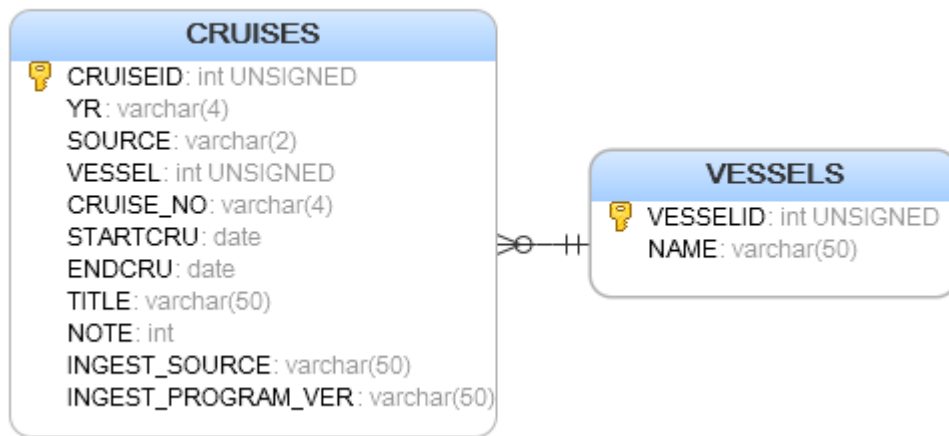 CRUISES
CRUISEID: int UNSIGNED
YR: varchar(4)
SOURCE: varchar(2)
VESSEL: int UNSIGNED
CRUISE_NO: varchar(4)
STARTCRU: date
ENDCRU: date
TITLE: varchar(50)
NOTE: int
INGEST_SOURCE: varchar(50)
INGEST_PROGRAM_VER: varchar(50)
VESSELS
VESSELID: int UNSIGNED
NAME: varchar(50)